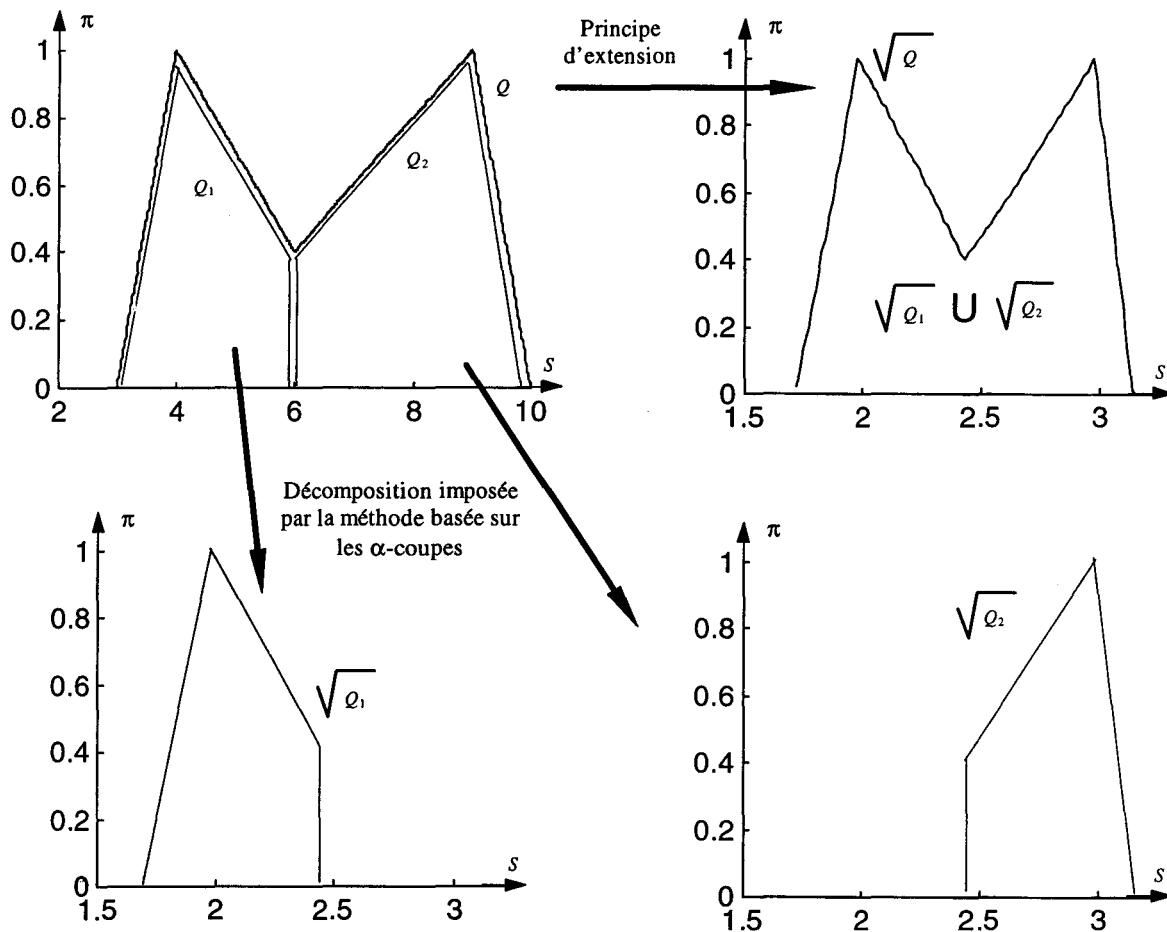 π
1
0.8
0.6
0.4
0.2
0
2
4
6
8
10
s
Q
Q1
Q2
Principe
d'extension
π
1
0.8
0.6
0.4
0.2
0
1.5
2
2.5
3
s
√Q
√Q1 ∪ √Q2
Décomposition imposée
par la méthode basée sur
les α-coupes
π
1
0.8
0.6
0.4
0.2
0
1.5
2
2.5
3
s
√Q1
π
1
0.8
0.6
0.4
0.2
0
1.5
2
2.5
3
s
√Q2